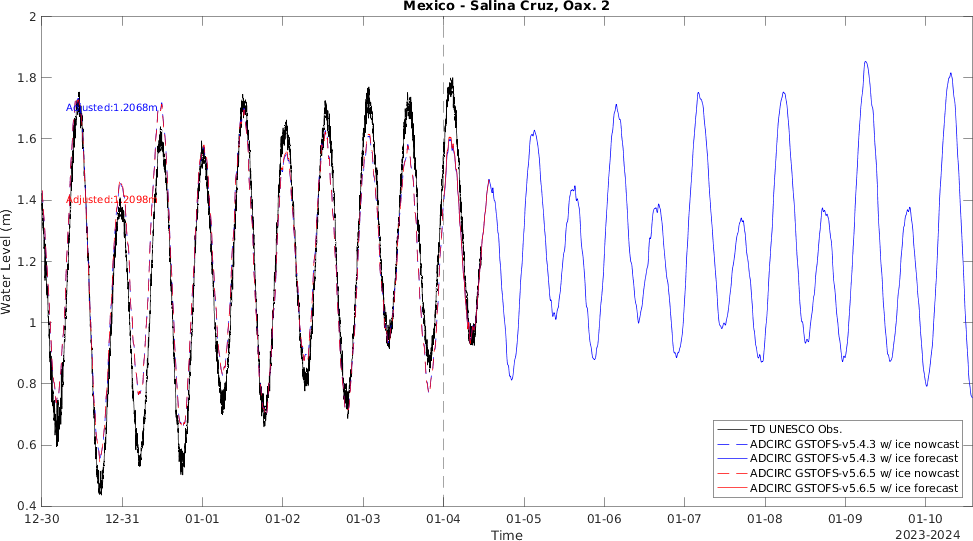 Mexico - Salina Cruz, Oax. 2
Water Level (m)
2
1.8
1.6
1.4
1.2
1
0.8
0.6
0.4
Adjusted:1.2068m
Adjusted:1.2098m
TD UNESCO Obs.
ADCIRC GSTOFS-v5.4.3 w/ ice nowcast
ADCIRC GSTOFS-v5.4.3 w/ ice forecast
ADCIRC GSTOFS-v5.6.5 w/ ice nowcast
ADCIRC GSTOFS-v5.6.5 w/ ice forecast
12-30 12-31 01-01 01-02 01-03 01-04 01-05 01-06 01-07 01-08 01-09 01-10
Time
2023-2024